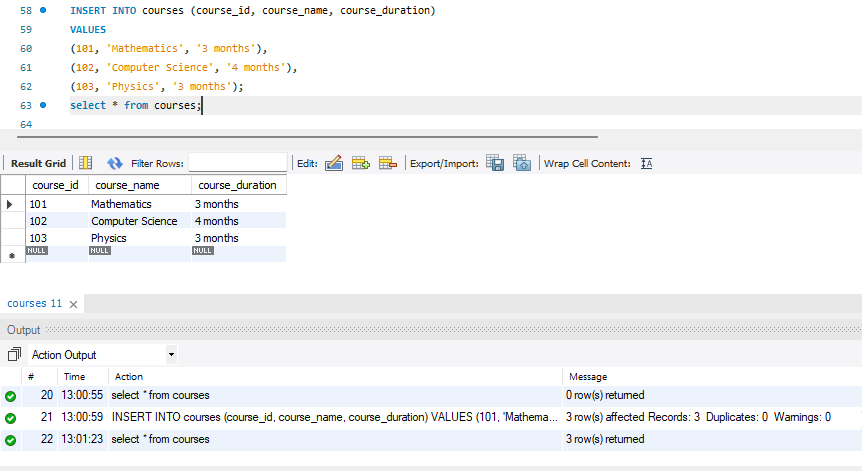 58 INSERT INTO courses (course_id, course_name, course_duration)
59 VALUES
60 (101, 'Mathematics', '3 months'),
61 (102, 'Computer Science', '4 months'),
62 (103, 'Physics', '3 months');
63 select * from courses;
64
Result Grid Filter Rows: Edit: Export/Import: Wrap Cell Content:
course_id course_name course_duration
101 Mathematics 3 months
102 Computer Science 4 months
103 Physics 3 months
NULL NULL NULL
courses 11
Output
Action Output
# Time Action Message
20 13:00:55 select * from courses 0 row(s) returned
21 13:00:59 INSERT INTO courses (course_id, course_name, course_duration) VALUES (101, 'Mathema... 3 row(s) affected Records: 3 Duplicates: 0 Warnings: 0
22 13:01:23 select * from courses 3 row(s) returned